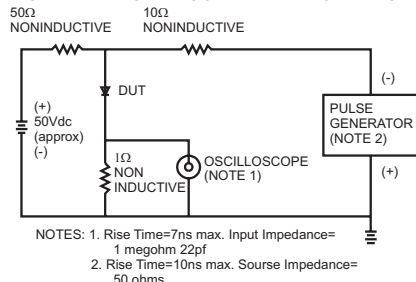 50Ω
NONINDUCTIVE
10Ω
NONINDUCTIVE
DUT
(+)
50Vdc
(approx)
(-)
1Ω
NON
INDUCTIVE
OSCILLOSCOPE
(NOTE 1)
(-)
PULSE
GENERATOR
(NOTE 2)
(+)
NOTES: 1. Rise Time=7ns max. Input Impedance=
1 megohm 22pf
2. Rise Time=10ns max. Sourse Impedance=
50 ohms